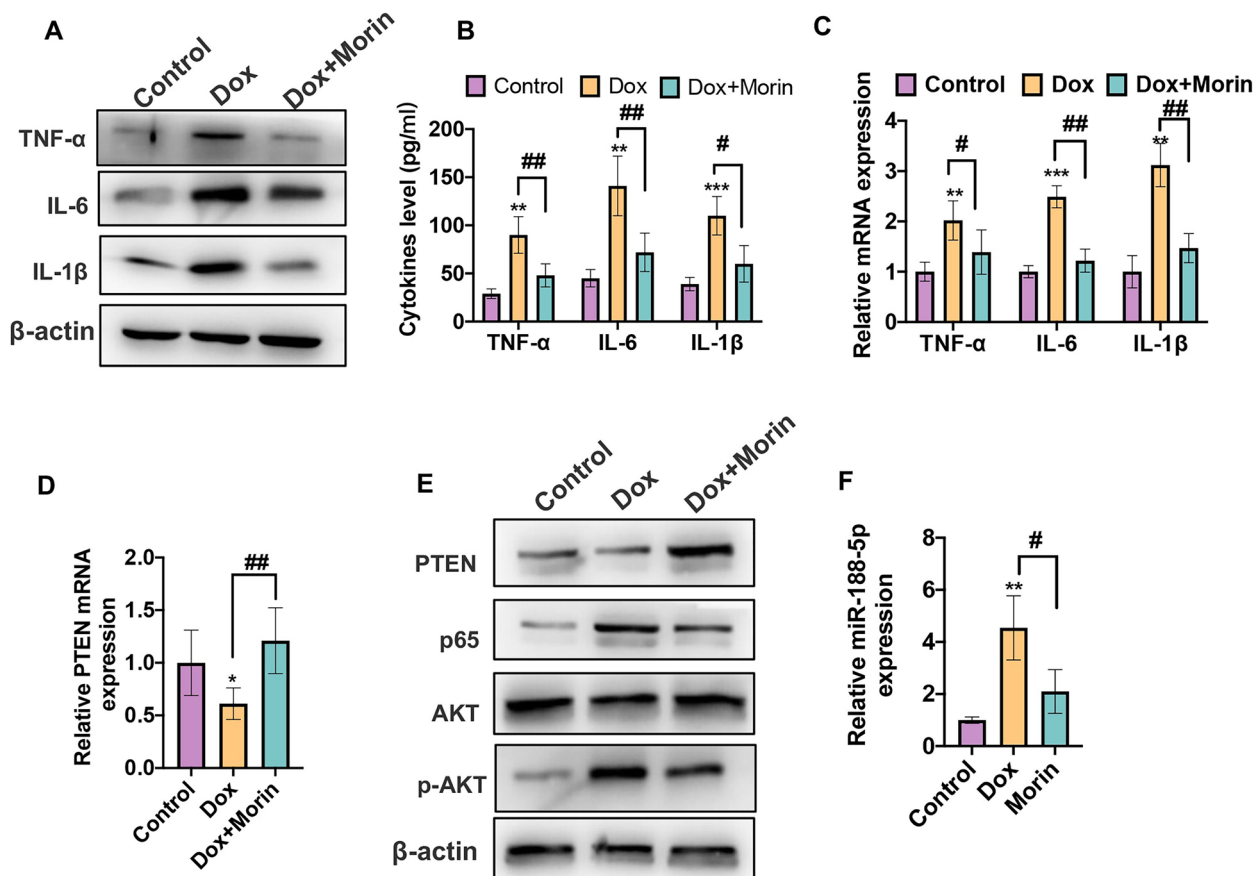 A
Control
Dox
Dox+Morin
TNF-α
IL-6
IL-1β
β-actin
B
Control Dox Dox+Morin
Cytokines level (pg/ml)
200
150
100
50
0
** ## ** ## *** #
TNF-α IL-6 IL-1β
C
Control Dox Dox+Morin
Relative mRNA expression
4
3
2
1
0
** # *** ## ** ##
TNF-α IL-6 IL-1β
D
Relative PTEN mRNA
expression
2.0
1.5
1.0
0.5
0.0
* ##
Control
Dox
Dox+Morin
E
Control
Dox
Dox+Morin
PTEN
p65
AKT
p-AKT
β-actin
F
Relative miR-188-5p
expression
8
6
4
2
0
** #
Control
Dox
Morin